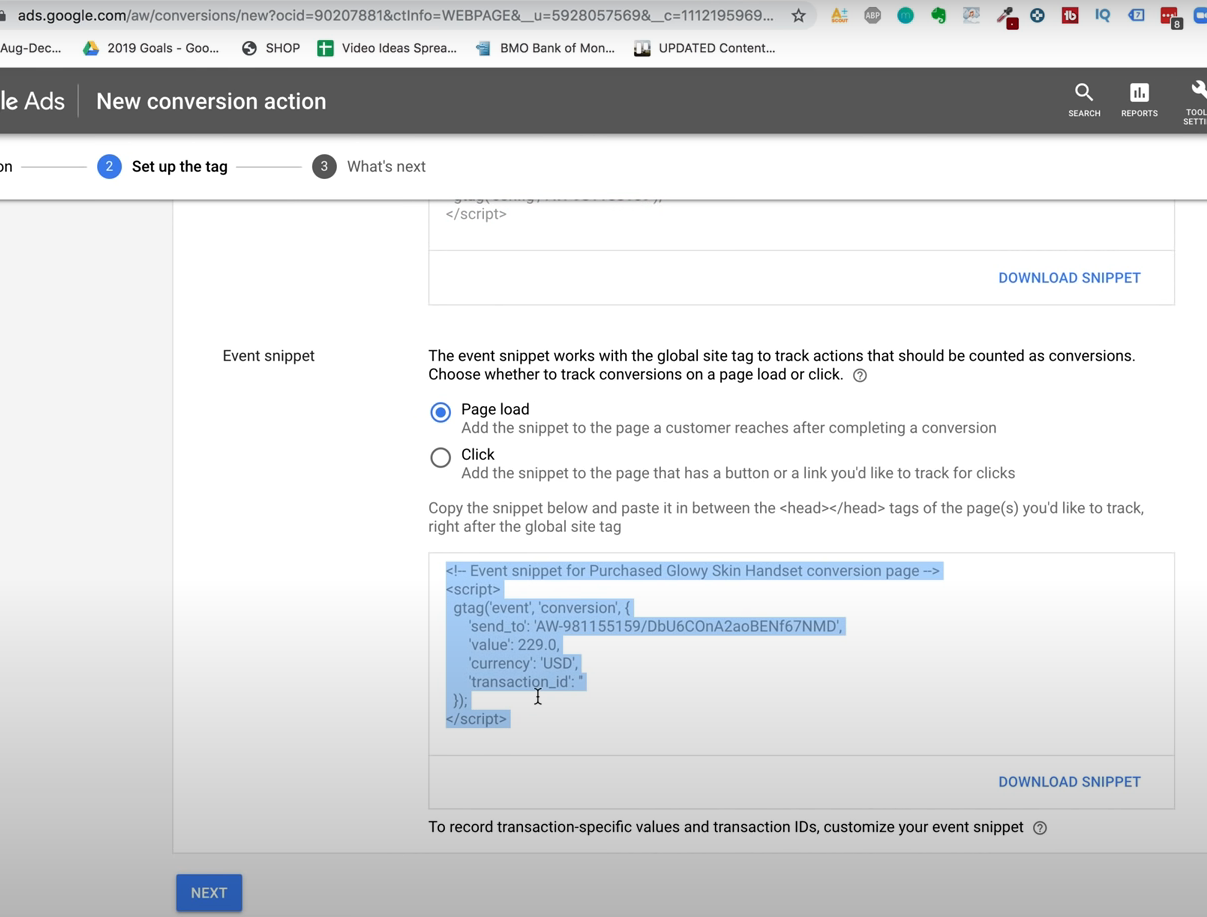 ads.google.com/aw/conversions/new?ocid=90207881&ctInfo=WEBPAGE&__u=5928057569&__c=1112195969...
Aug-Dec... 2019 Goals - Goo... SHOP Video Ideas Sprea... BMO Bank of Mon... UPDATED Content...
le Ads New conversion action
SEARCH REPORTS TOOL
SETTI
on 2 Set up the tag 3 What's next
</script>
DOWNLOAD SNIPPET
Event snippet
The event snippet works with the global site tag to track actions that should be counted as conversions.
Choose whether to track conversions on a page load or click.
Page load
Add the snippet to the page a customer reaches after completing a conversion
Click
Add the snippet to the page that has a button or a link you'd like to track for clicks
Copy the snippet below and paste it in between the <head></head> tags of the page(s) you'd like to track,
right after the global site tag
<!-- Event snippet for Purchased Glowy Skin Handset conversion page -->
<script>
gtag('event', 'conversion', {
'send_to': 'AW-981155159/DbU6COnA2aoBENf67NMD',
'value': 229.0,
'currency': 'USD',
'transaction_id': ''
});
</script>
DOWNLOAD SNIPPET
To record transaction-specific values and transaction IDs, customize your event snippet
NEXT